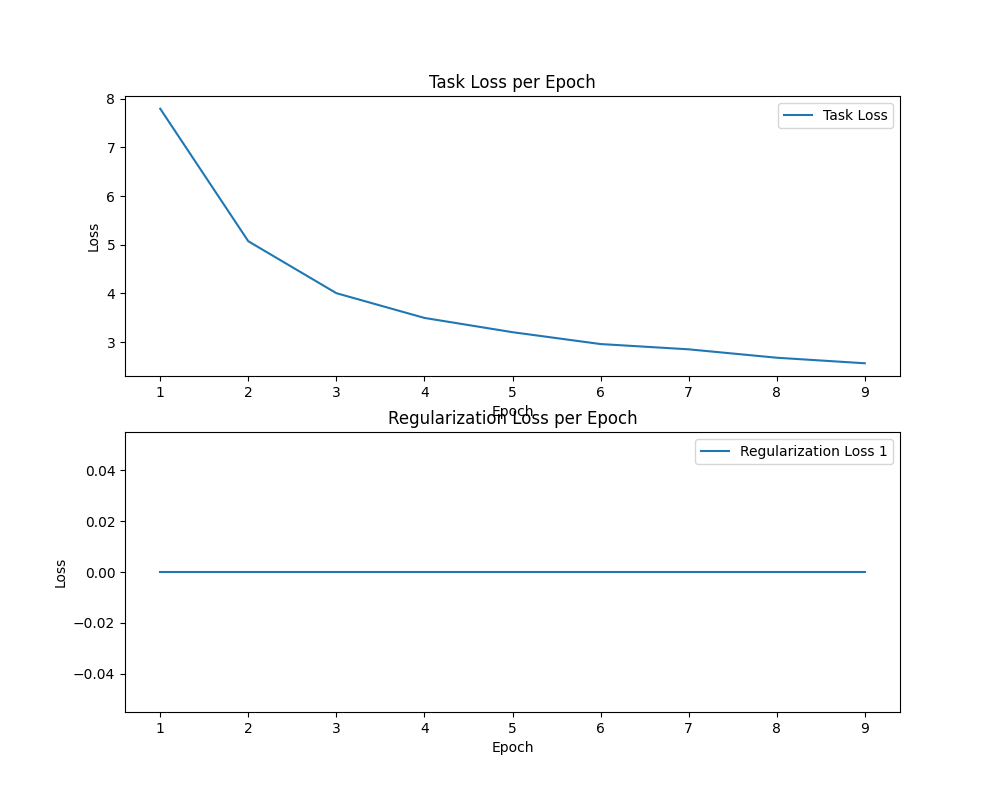 Task Loss per Epoch
Task Loss
8
7
6
5
4
3
Loss
1 2 3 4 5 6 7 8 9
Epoch
Regularization Loss per Epoch
Regularization Loss 1
0.04
0.02
0.00
−0.02
−0.04
Loss
1 2 3 4 5 6 7 8 9
Epoch